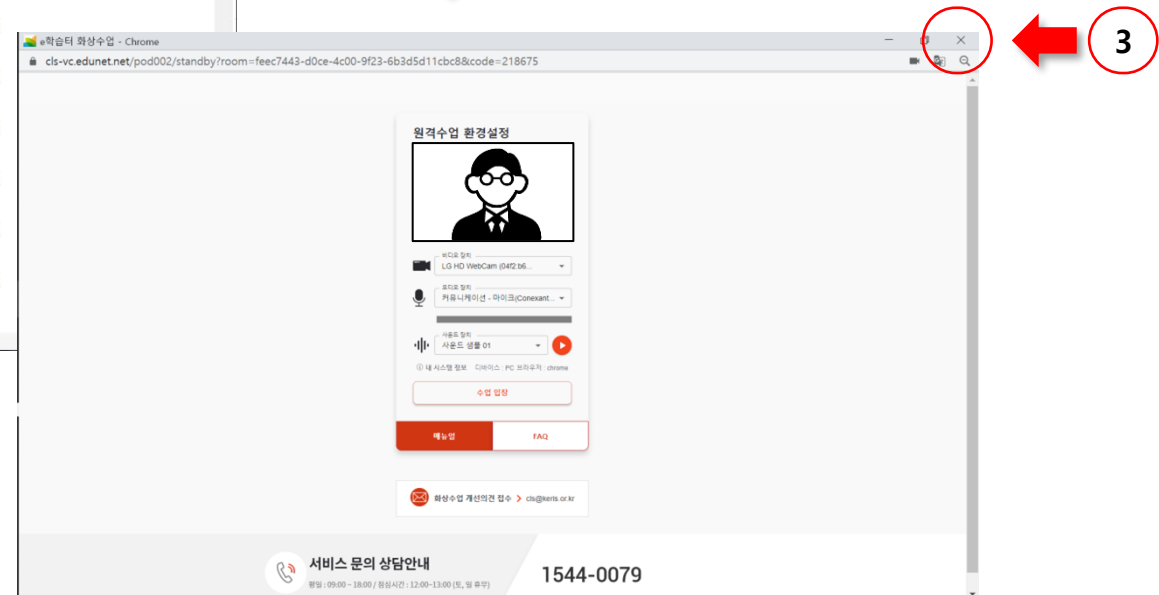 e학습터 화상수업 - Chrome
3
cls-vc.edunet.net/pod002/standby?room=feec7443-d0ce-4c00-9f23-6b3d5d11cbc8&code=218675
원격수업 환경설정
비디오 장치
LG HD WebCam (04f2:b6...
오디오 장치
커뮤니케이션 - 마이크(Conexant...
사운드 장치
사운드 샘플 01
내 시스템 정보 디바이스 : PC 브라우저 : chrome
수업 입장
매뉴얼
FAQ
화상수업 개선의견 접수 > cls@keris.or.kr
서비스 문의 상담안내
평일 : 09:00 ~ 18:00 / 점심시간 : 12:00~13:00 (토, 일 휴무)
1544-0079